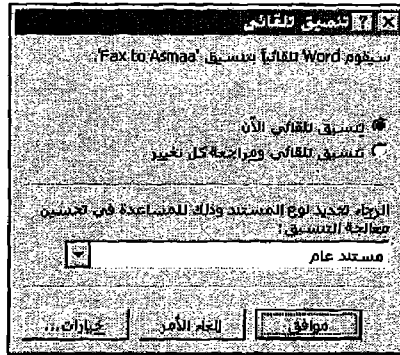 تنسيق تلقائي
سيقوم Word تلقائياً بتنسيق 'Fax to Asmaa'.
تنسيق تلقائي الآن
تنسيق تلقائي ومراجعة كل تغيير
الرجاء تحديد نوع المستند وذلك للمساعدة في تحسين
معالجة التنسيق:
مستند عام
موافق
إلغاء الأمر
خيارات...